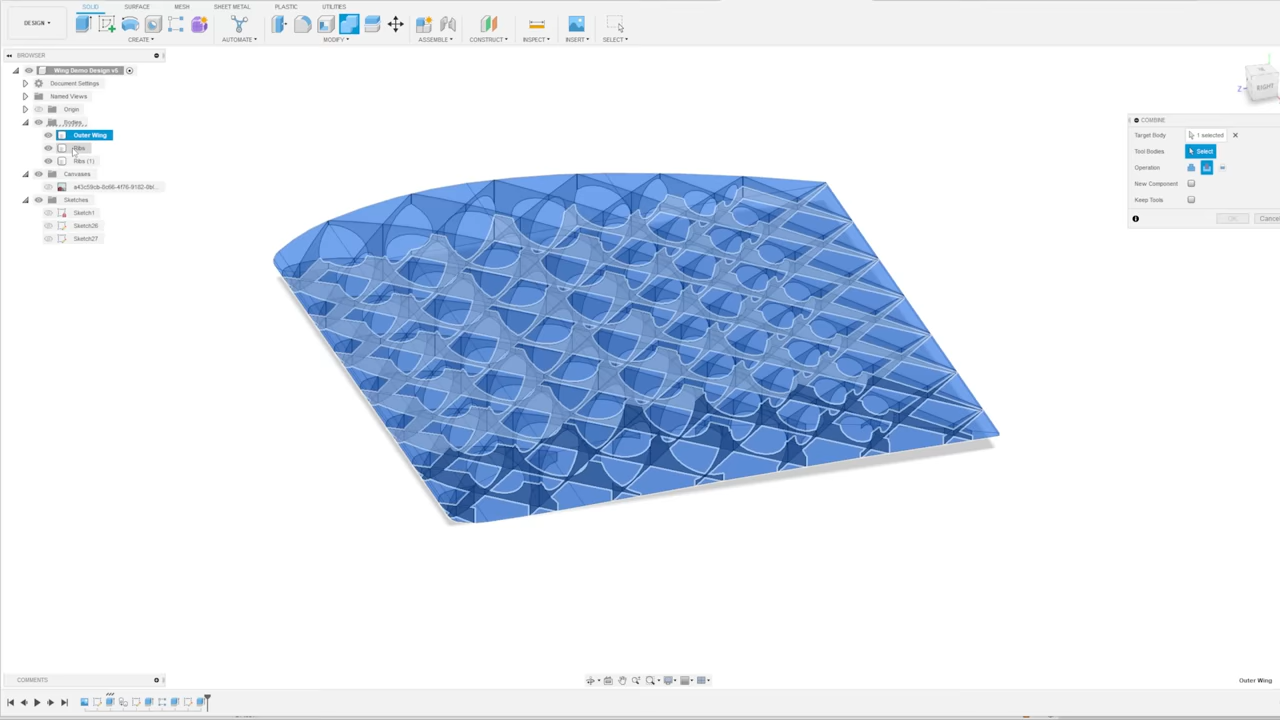 SOLID SURFACE MESH SHEET METAL PLASTIC UTILITIES
DESIGN
CREATE AUTOMATE MODIFY ASSEMBLE CONSTRUCT INSPECT INSERT SELECT
BROWSER
Wing Demo Design v5
Document Settings
Named Views
Origin
Bodies
Outer Wing
Ribs
Ribs (1)
Canvases
Sketches
Sketch1
Sketch26
Sketch27
RIGHT
Z
COMBINE
Target Body 1 selected
Tool Bodies Select
Operation
New Component
Keep Tools
OK Cance
COMMENTS
Outer Wing